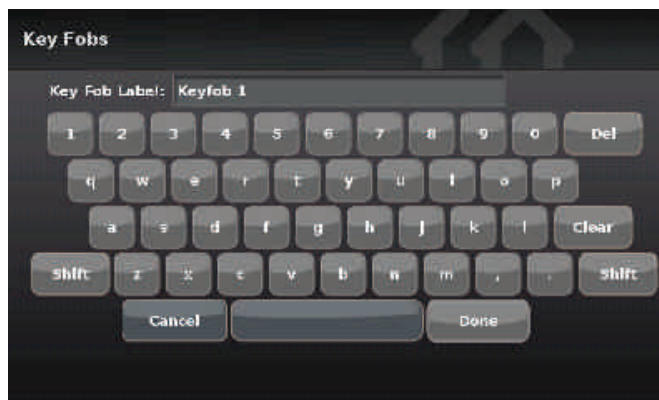 Key Fobs
Key Fob Label: Keyfob 1
1 2 3 4 5 6 7 8 9 0 Del
q w e r t y u i o p
a s d f g h j k l Clear
Shift z x c v b n m , . Shift
Cancel Done